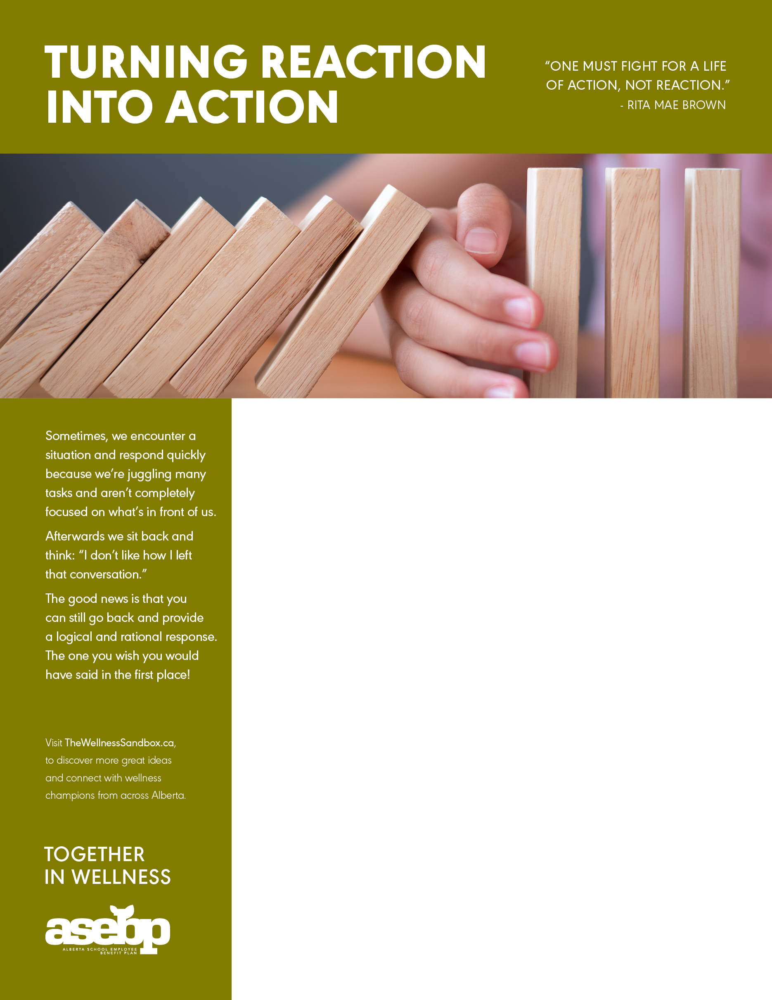 TURNING REACTION
INTO ACTION
“ONE MUST FIGHT FOR A LIFE
OF ACTION, NOT REACTION.”
- RITA MAE BROWN
Sometimes, we encounter a
situation and respond quickly
because we’re juggling many
tasks and aren’t completely
focused on what’s in front of us.
Afterwards we sit back and
think: “I don’t like how I left
that conversation.”
The good news is that you
can still go back and provide
a logical and rational response.
The one you wish you would
have said in the first place!
Visit TheWellnessSandbox.ca,
to discover more great ideas
and connect with wellness
champions from across Alberta.
TOGETHER
IN WELLNESS
asebp
ALBERTA SCHOOL EMPLOYEE
BENEFIT PLAN